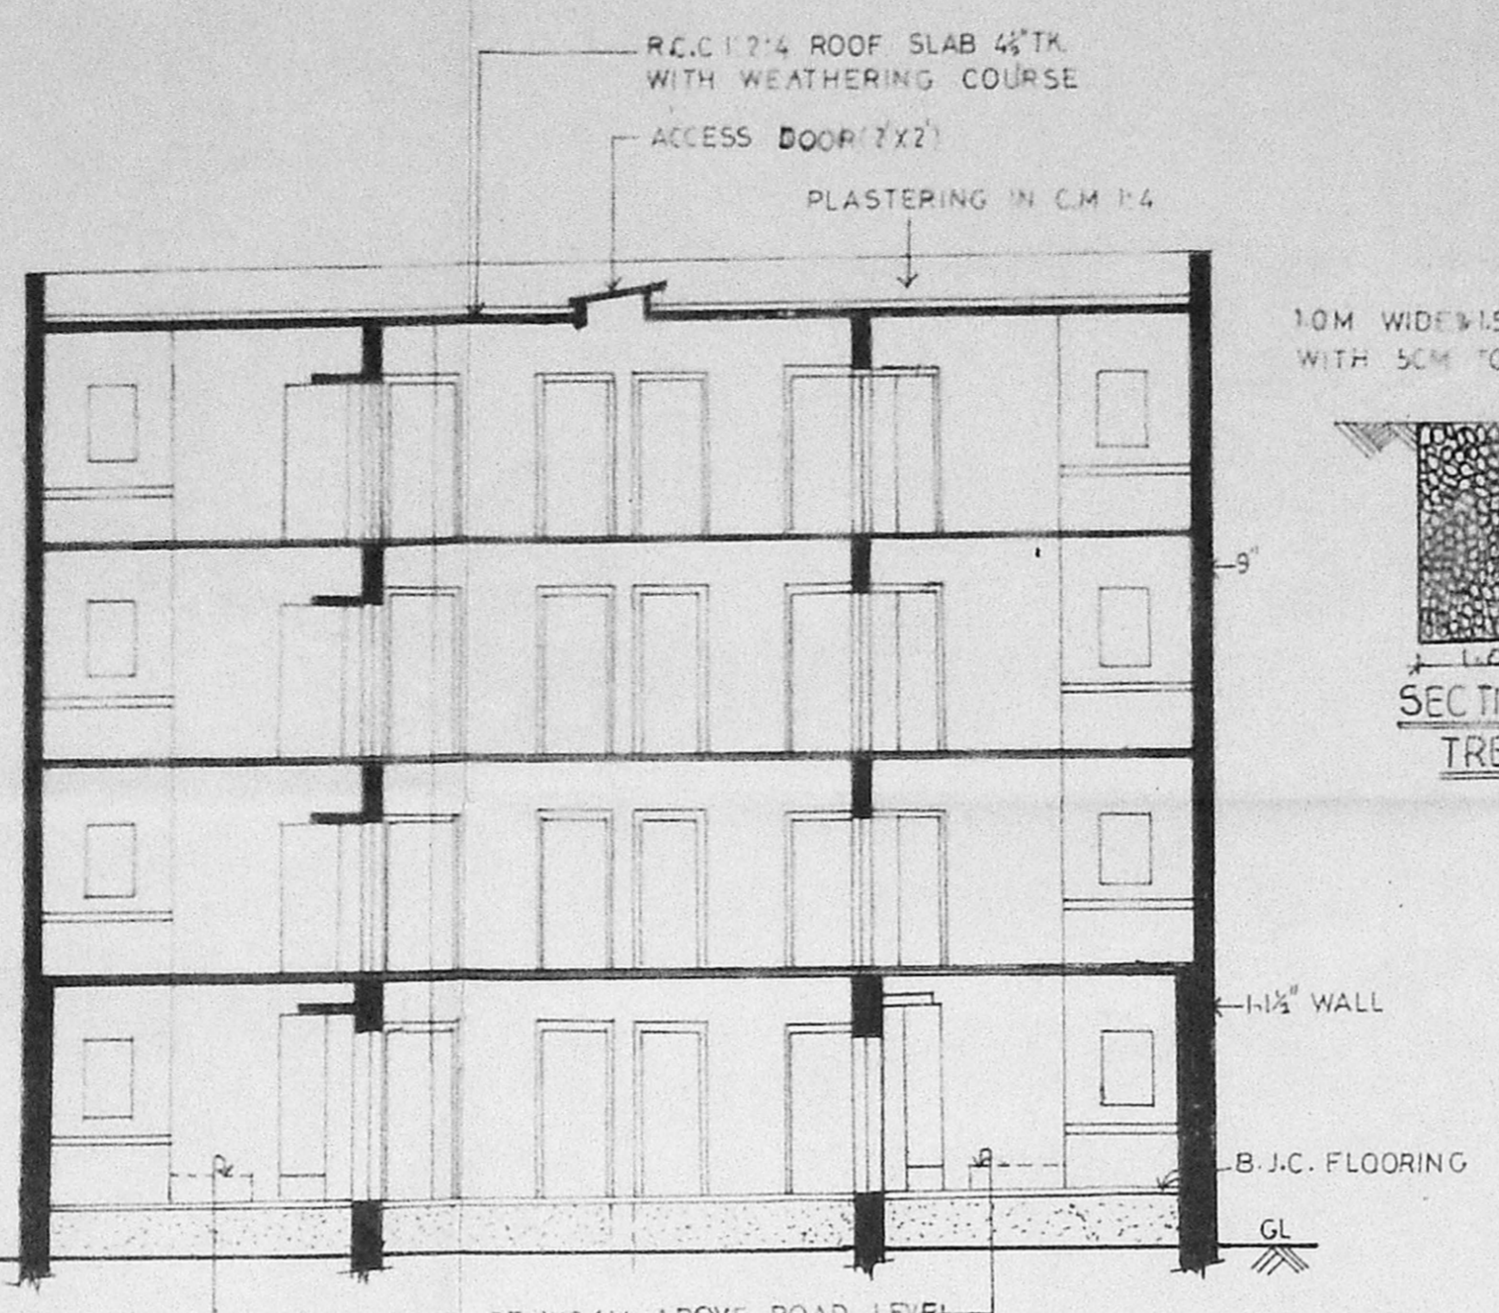 R.C.C 1:2:4 ROOF SLAB 4½" TK.
WITH WEATHERING COURSE
ACCESS DOOR (2'X2')
PLASTERING IN C.M 1:4
1.0M WIDE
WITH 5CM
9"
SECTI
TRE
1'-1½" WALL
B.J.C. FLOORING
GL
ABOVE ROAD LEVEL